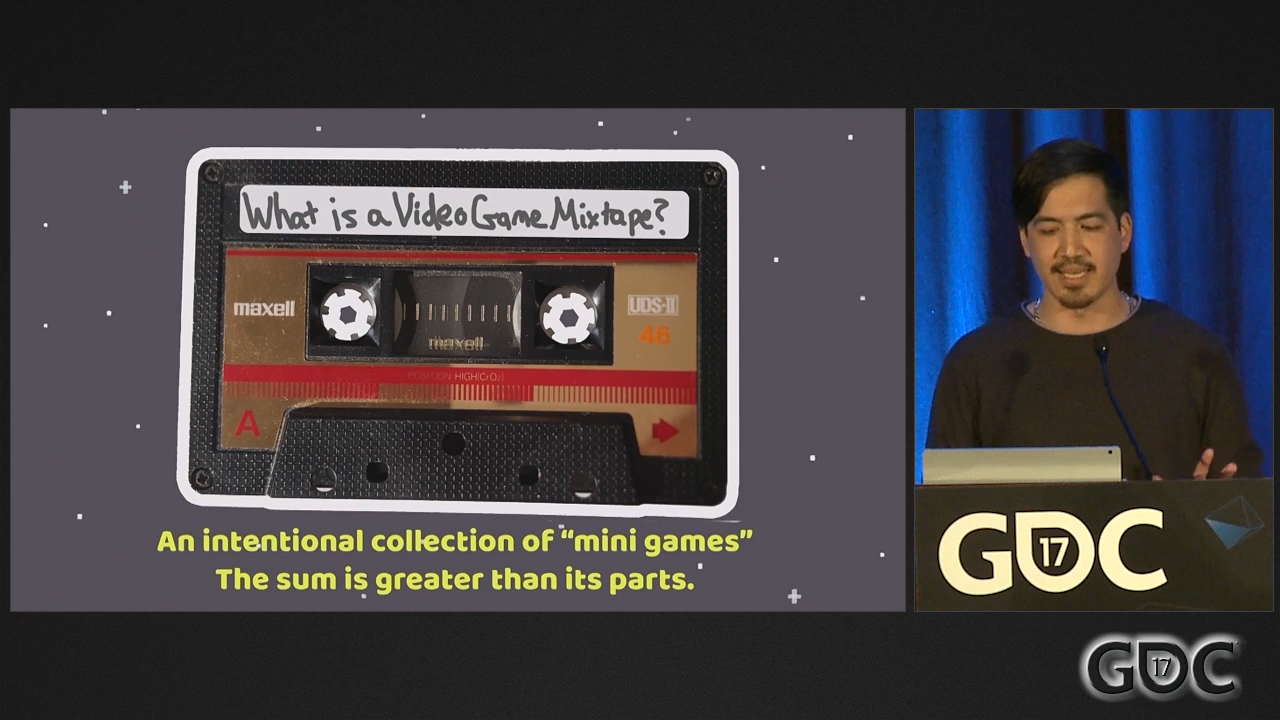 What is a Video Game Mixtape?
maxell
UDS-II
46
maxell
POSITION HIGH(CrO₂)
A
An intentional collection of “mini games”
The sum is greater than its parts.
GDC
17
GDC
17